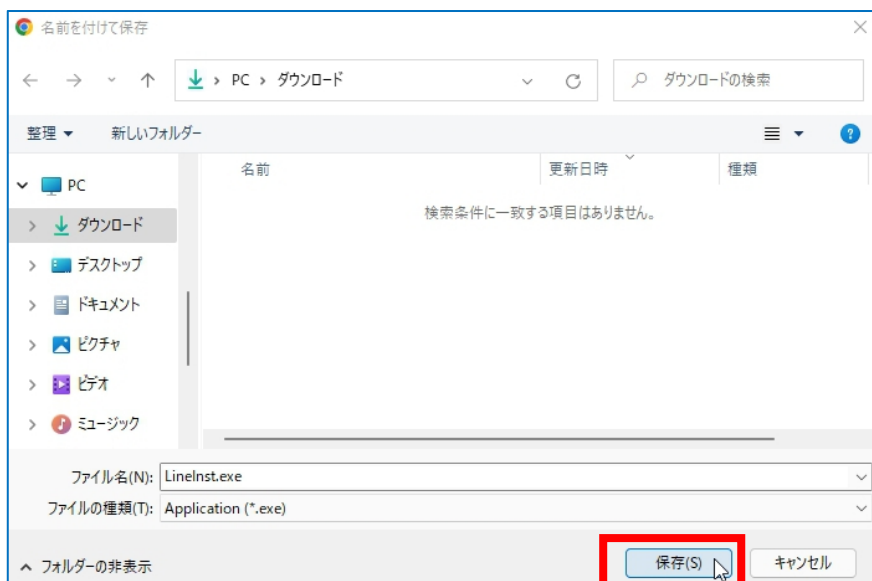 名前を付けて保存
PC › ダウンロード
ダウンロードの検索
整理 新しいフォルダー
名前 更新日時 種類
検索条件に一致する項目はありません。
PC
ダウンロード
デスクトップ
ドキュメント
ピクチャ
ビデオ
ミュージック
ファイル名(N): LineInst.exe
ファイルの種類(T): Application (*.exe)
フォルダーの非表示 保存(S) キャンセル